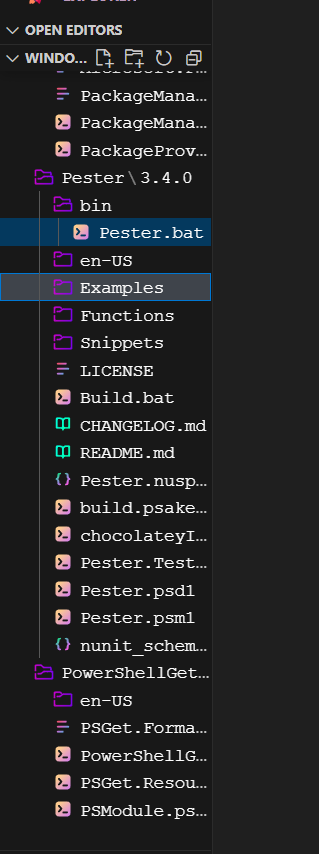 OPEN EDITORS
WINDO...
PackageMana...
PackageMana...
PackageProv...
Pester\3.4.0
bin
Pester.bat
en-US
Examples
Functions
Snippets
LICENSE
Build.bat
CHANGELOG.md
README.md
Pester.nusp...
build.psake...
chocolateyI...
Pester.Test...
Pester.psd1
Pester.psm1
nunit_schem...
PowerShellGet...
en-US
PSGet.Forma...
PowerShellG...
PSGet.Resou...
PSModule.ps...